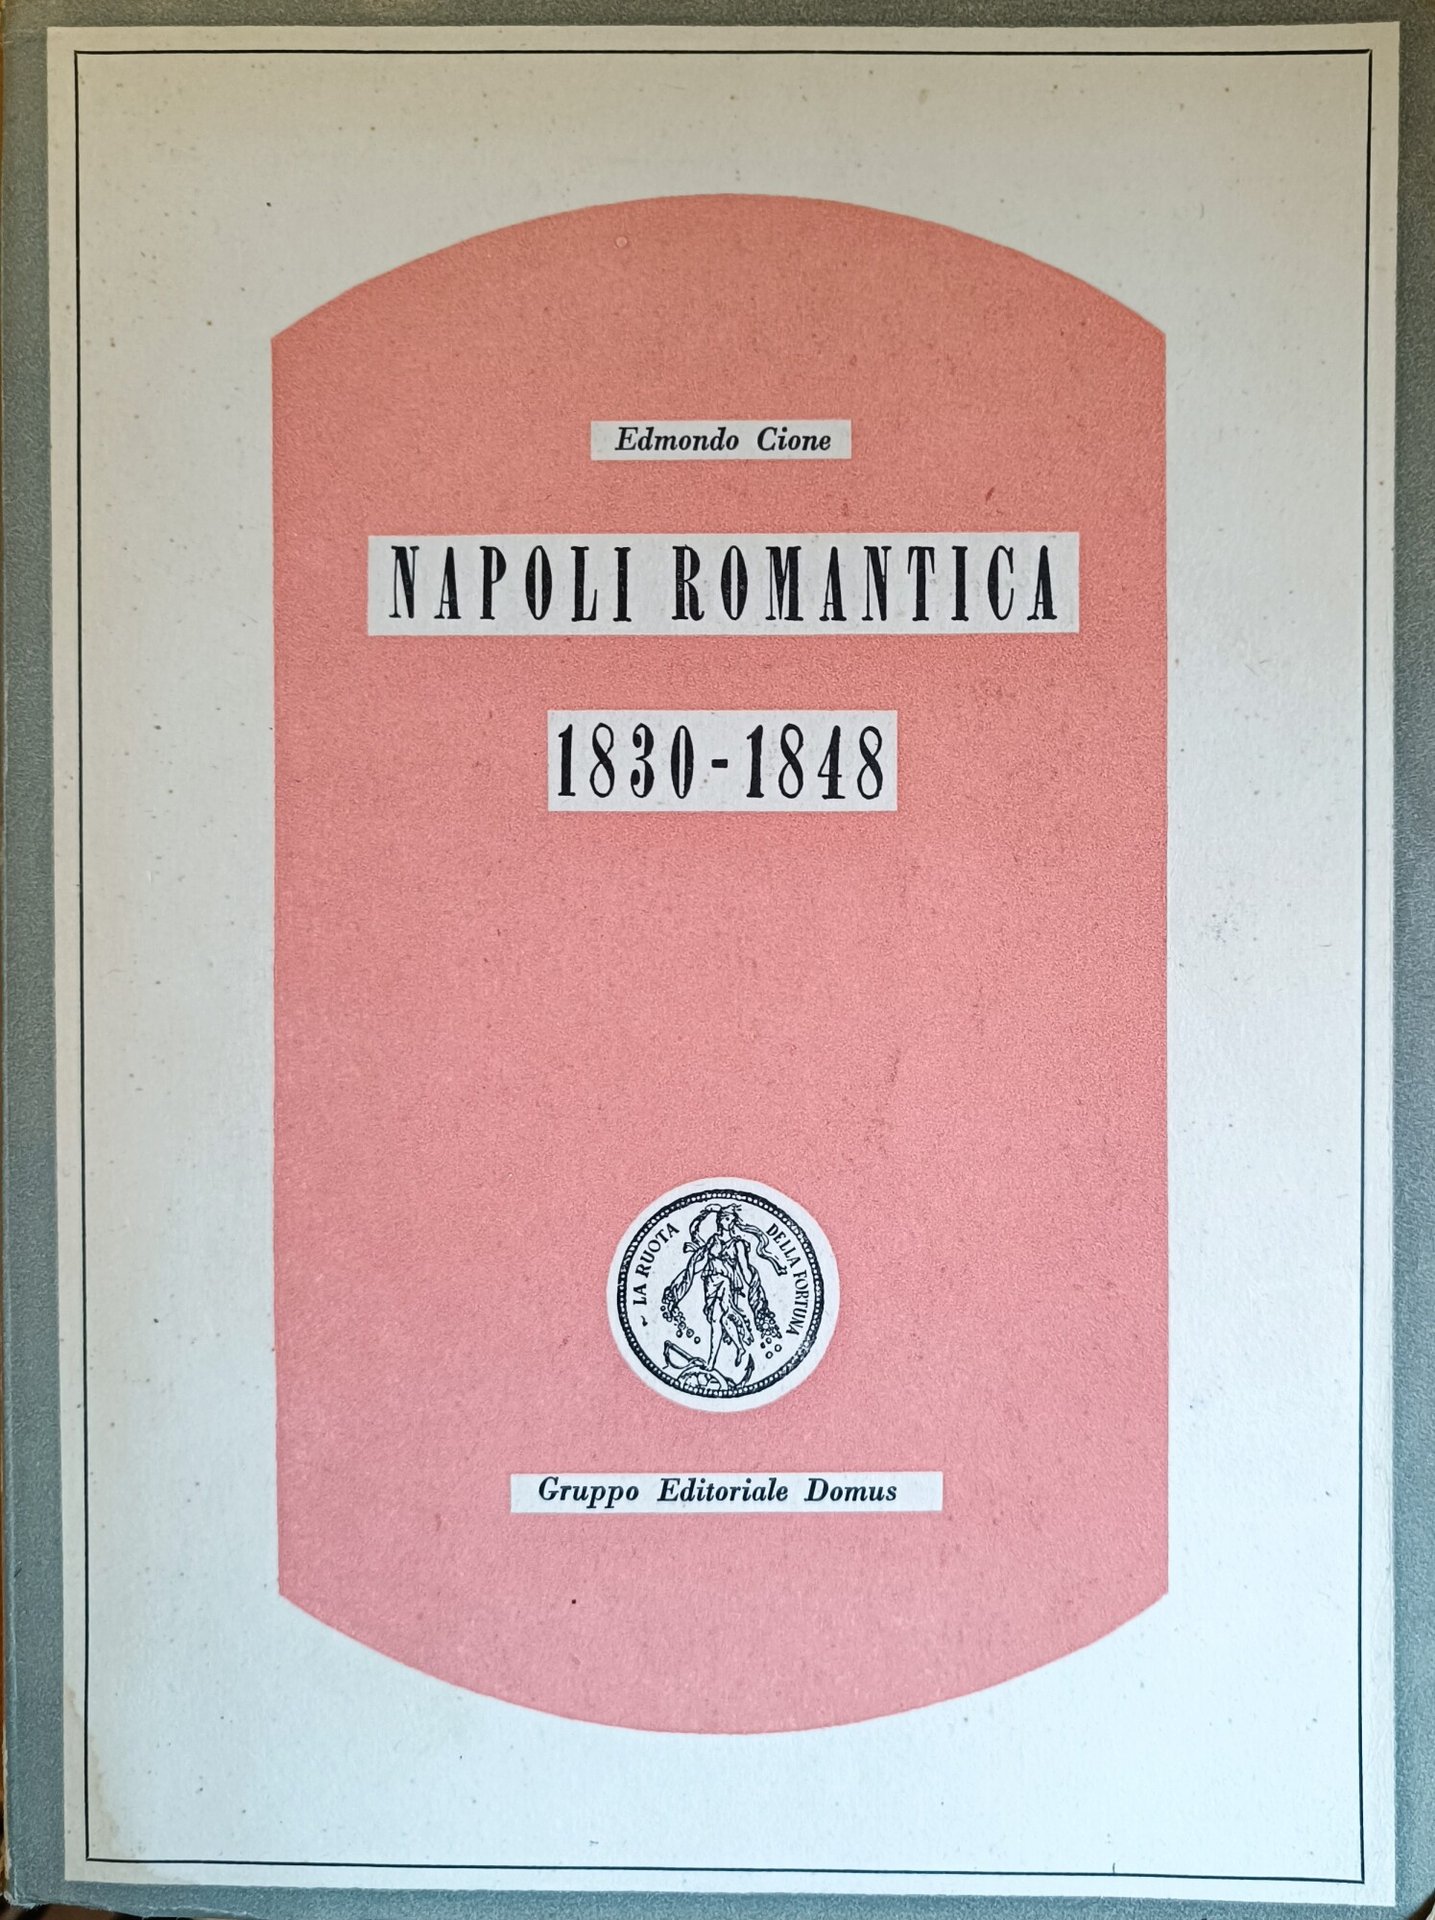 Edmondo Cione
NAPOLI ROMANTICA
1830-1848
LA RUOTA DELLA FORTUNA
Gruppo Editoriale Domus